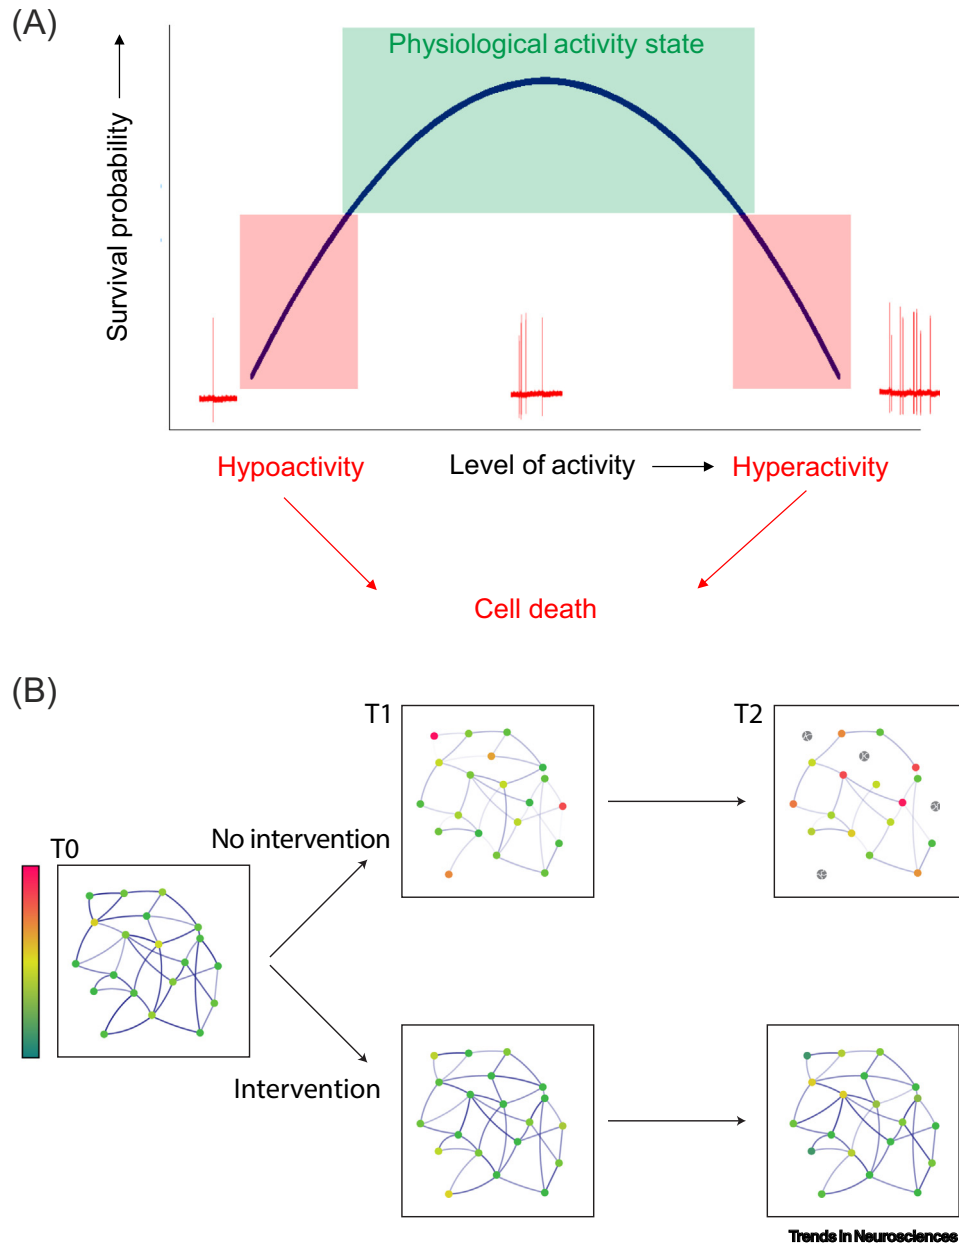 (A)
Physiological activity state
Survival probability
Hypoactivity
Level of activity
Hyperactivity
Cell death
(B)
T1
T2
No intervention
T0
Intervention
Trends in Neurosciences